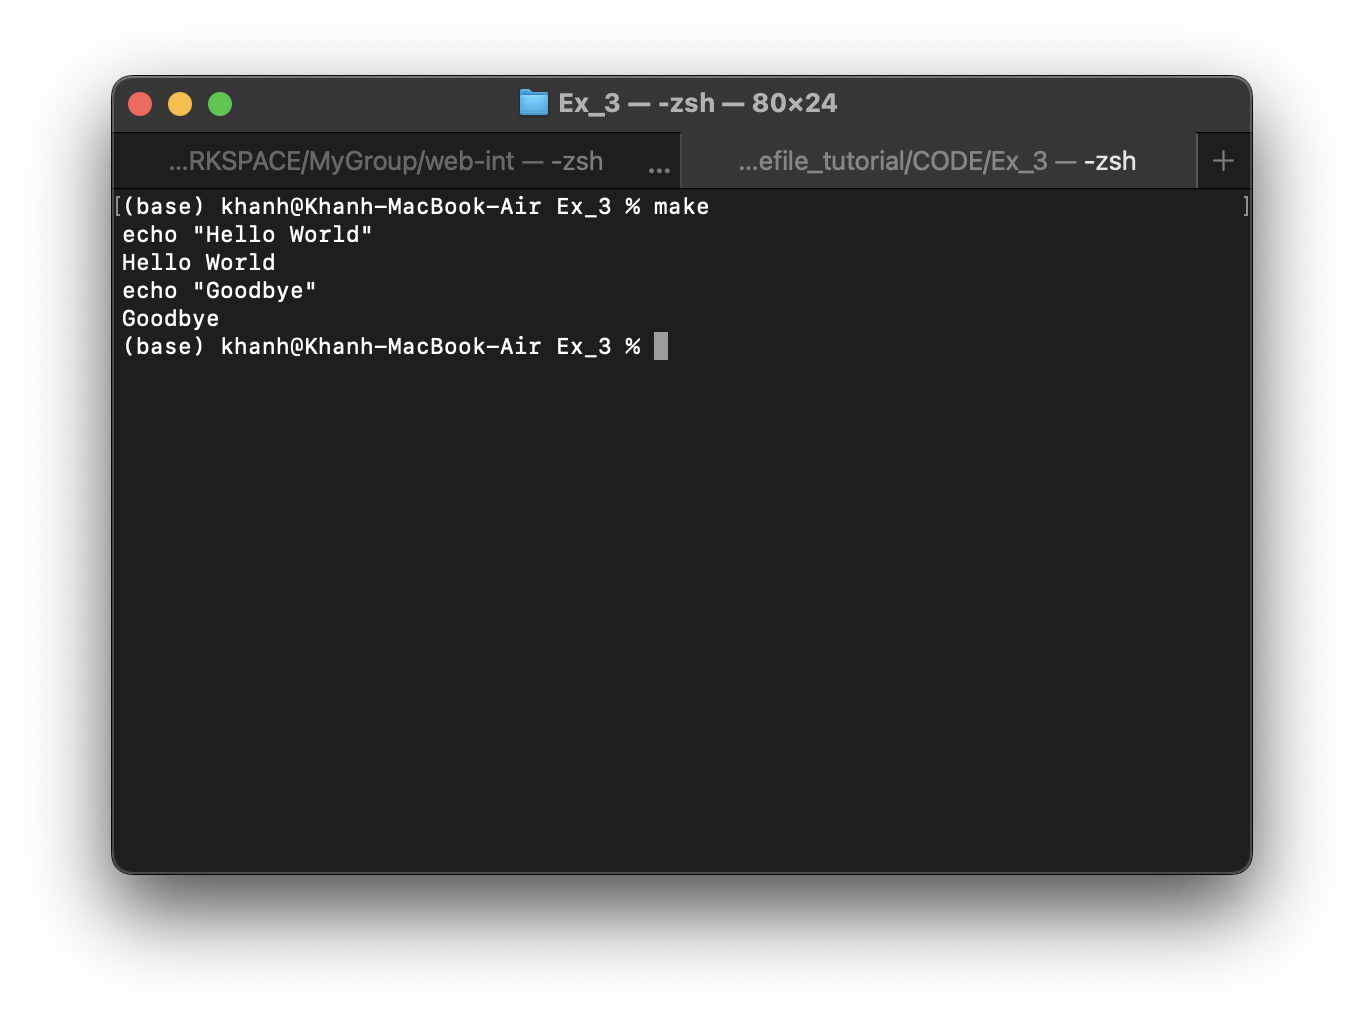 Ex_3 — -zsh — 80×24
...RKSPACE/MyGroup/web-int — -zsh ... ...efile_tutorial/CODE/Ex_3 — -zsh +
[(base) khanh@Khanh-MacBook-Air Ex_3 % make ]
echo "Hello World"
Hello World
echo "Goodbye"
Goodbye
(base) khanh@Khanh-MacBook-Air Ex_3 %